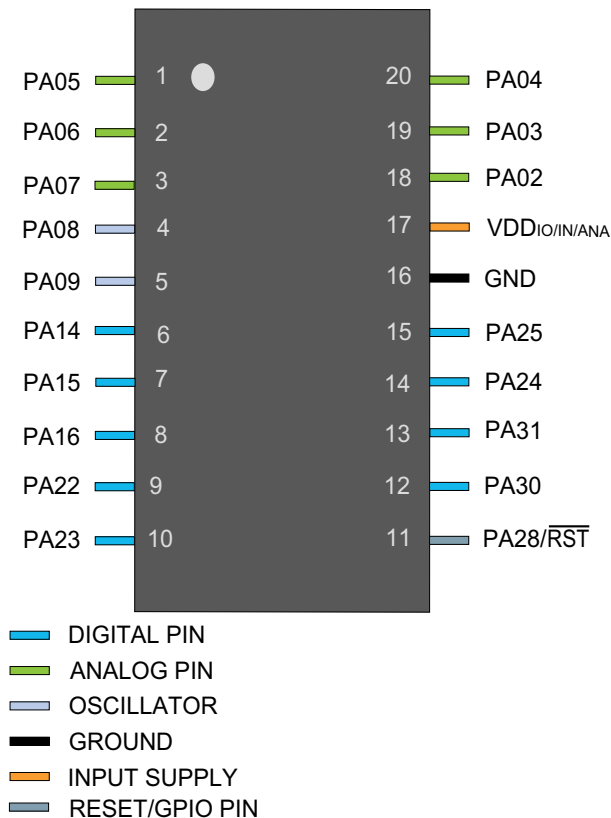 PA05 1 20 PA04
PA06 2 19 PA03
PA07 3 18 PA02
PA08 4 17 VDDIO/IN/ANA
PA09 5 16 GND
PA14 6 15 PA25
PA15 7 14 PA24
PA16 8 13 PA31
PA22 9 12 PA30
PA23 10 11 PA28/R̅S̅T̅
DIGITAL PIN
ANALOG PIN
OSCILLATOR
GROUND
INPUT SUPPLY
RESET/GPIO PIN